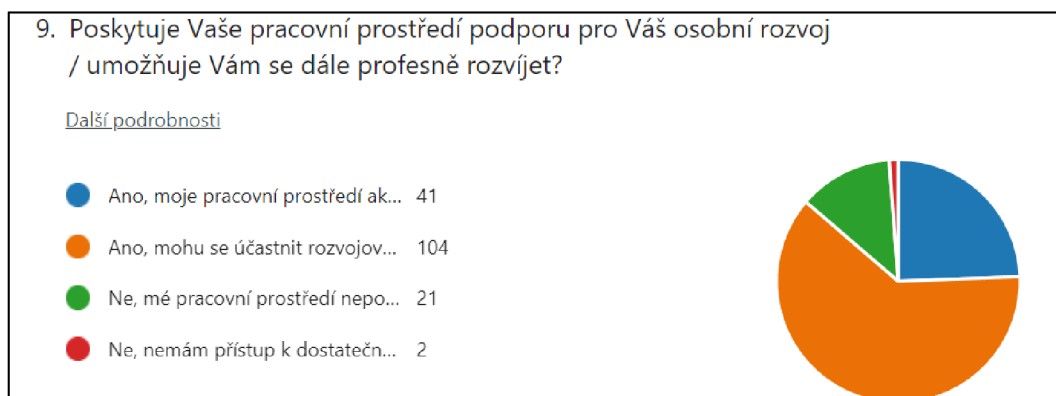 9. Poskytuje Vaše pracovní prostředí podporu pro Váš osobní rozvoj
/ umožňuje Vám se dále profesně rozvíjet?
Další podrobnosti
Ano, moje pracovní prostředí ak... 41
Ano, mohu se účastnit rozvojov... 104
Ne, mé pracovní prostředí nepo... 21
Ne, nemám přístup k dostatečn... 2